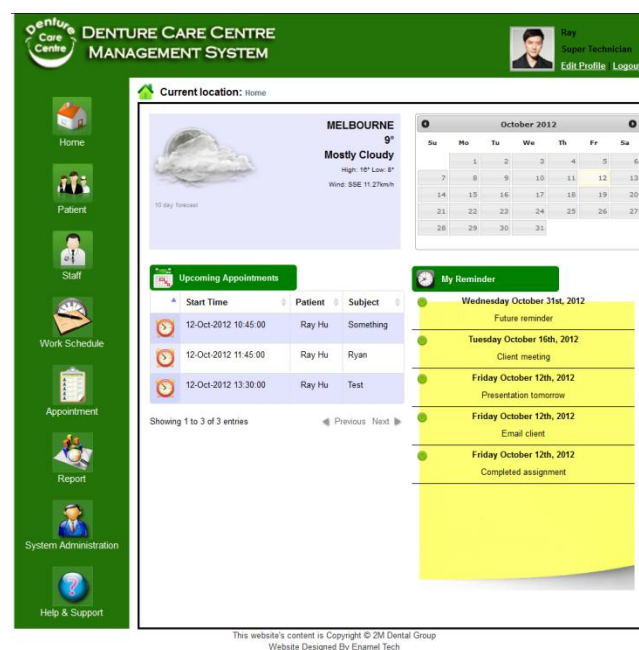 Denture
Care
Centre
DENTURE CARE CENTRE
MANAGEMENT SYSTEM
Ray
Super Technician
Edit Profile Logout
Current location: Home
Home
Patient
Staff
Work Schedule
Appointment
Report
System Administration
Help & Support
MELBOURNE
9°
Mostly Cloudy
High: 16° Low: 8°
Wind: SSE 11.27km/h
10 day forecast
October 2012
Su Mo Tu We Th Fr Sa
1 2 3 4 5 6
7 8 9 10 11 12 13
14 15 16 17 18 19 20
21 22 23 24 25 26 27
28 29 30 31
Upcoming Appointments
Start Time Patient Subject
12-Oct-2012 10:45:00 Ray Hu Something
12-Oct-2012 11:45:00 Ray Hu Ryan
12-Oct-2012 13:30:00 Ray Hu Test
Showing 1 to 3 of 3 entries Previous Next
My Reminder
Wednesday October 31st, 2012
Future reminder
Tuesday October 16th, 2012
Client meeting
Friday October 12th, 2012
Presentation tomorrow
Friday October 12th, 2012
Email client
Friday October 12th, 2012
Completed assignment
This website's content is Copyright © 2M Dental Group
Website Designed By Enamel Tech